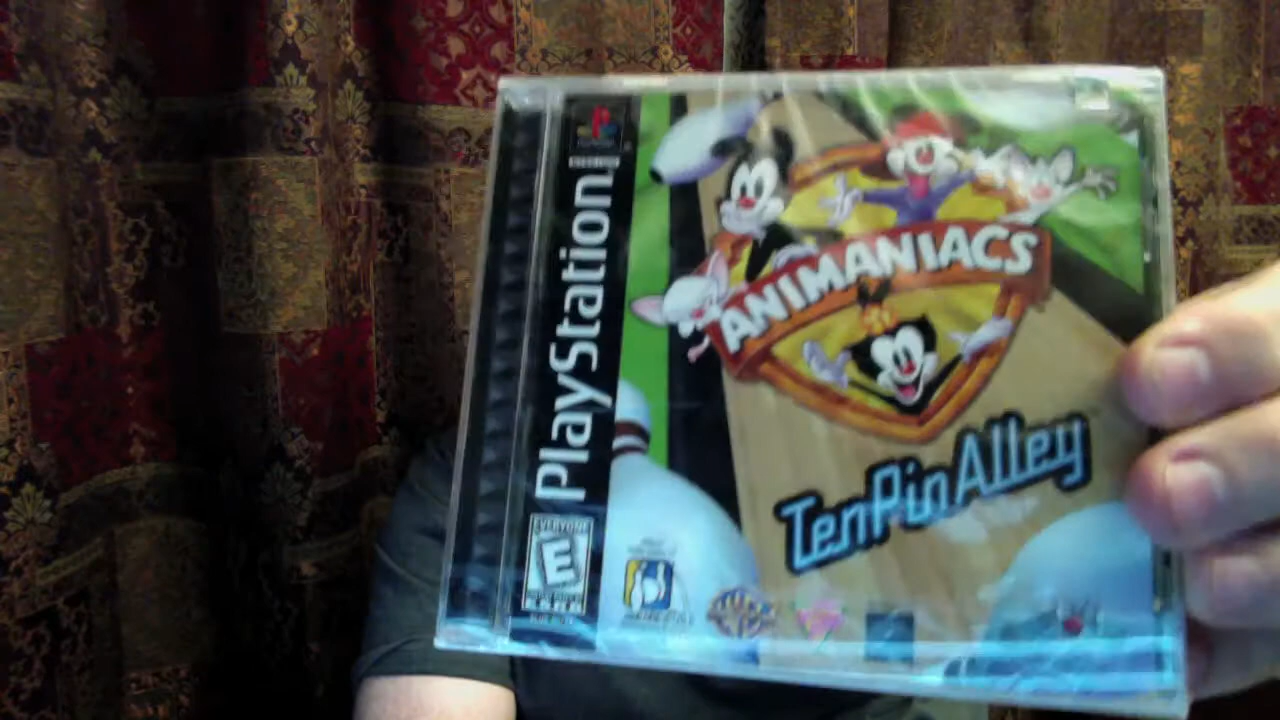 PlayStation
ANIMANIACS
TenPinAlley
EVERYONE
E